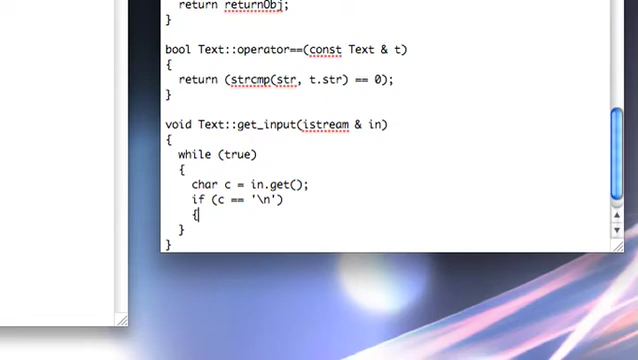 return returnObj;
}
bool Text::operator==(const Text & t)
{
return (strcmp(str, t.str) == 0);
}
void Text::get_input(istream & in)
{
while (true)
{
char c = in.get();
if (c == '\n')
{
}
}